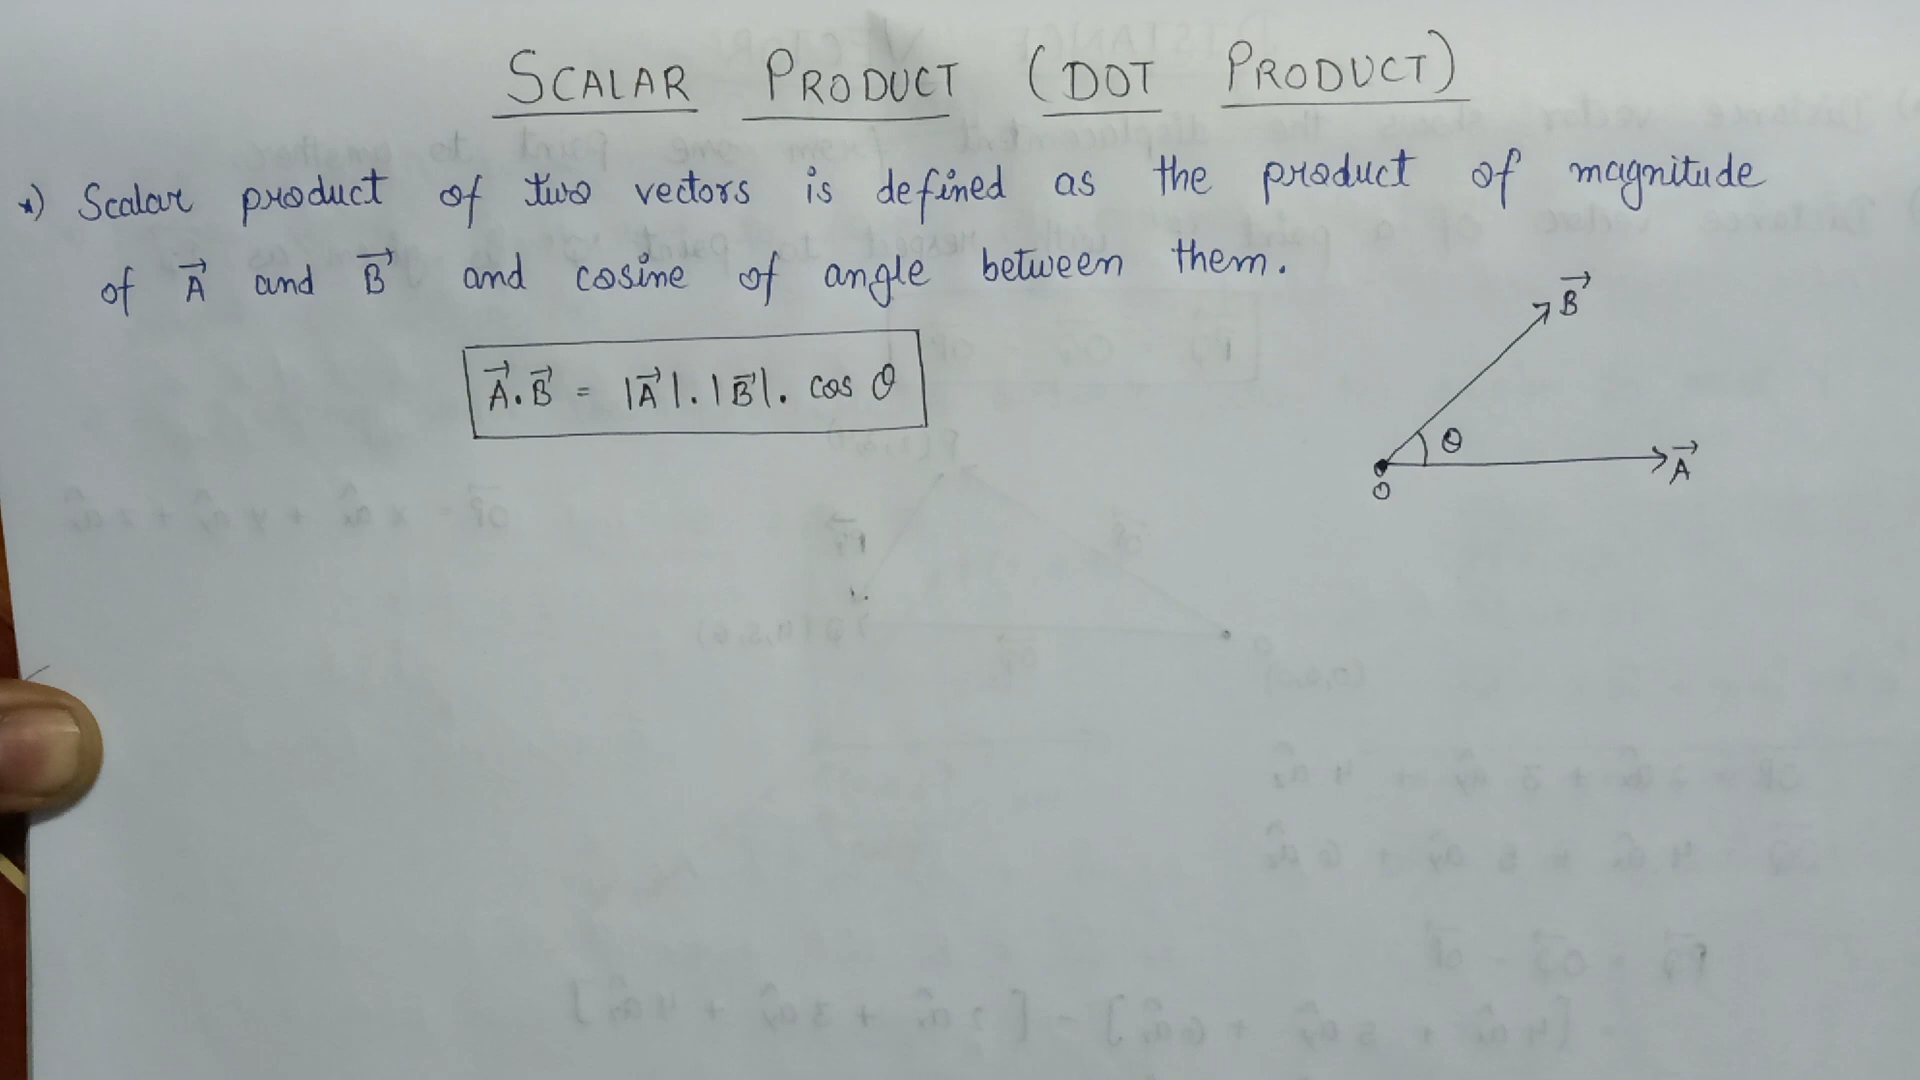 SCALAR PRODUCT (DOT PRODUCT)
*) Scalar product of two vectors is defined as the product of magnitude
of A⃗ and B⃗ and cosine of angle between them.
A⃗.B⃗ = |A⃗|.|B⃗|. cos θ
B⃗
θ
A⃗
O